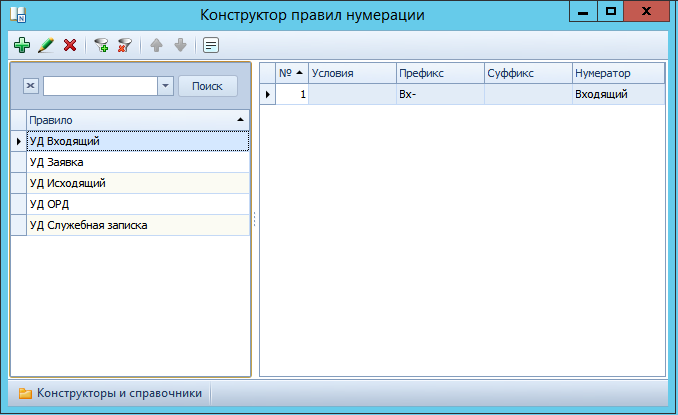 Конструктор правил нумерации
Поиск
Правило
УД Входящий
УД Заявка
УД Исходящий
УД ОРД
УД Служебная записка
№ Условия Префикс Суффикс Нумератор
1 Вх- Входящий
Конструкторы и справочники